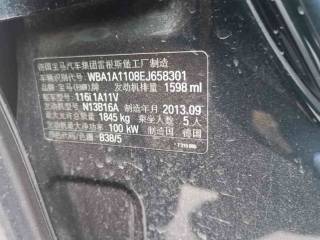 德国宝马汽车集团雷根斯堡工厂制造
车辆识别代号 WBA1A1108EJ658301
品牌 宝马(BMW)牌 发动机排量 1598 ml
整车型号 116i 1A11V
发动机型号 N13B16A 制造年月 2013.09
最大允许总质量 1845 kg 乘坐人数 5 人
发动机最大净功率 100 kW 制造国 德国
B38/5